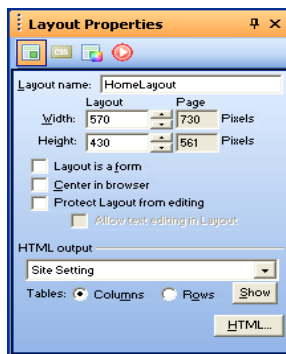 Layout Properties
CSS
Layout name: HomeLayout
Layout Page
Width: 570 730 Pixels
Height: 430 561 Pixels
Layout is a form
Center in browser
Protect Layout from editing
Allow text editing in Layout
HTML output
Site Setting
Tables: Columns Rows Show
HTML...